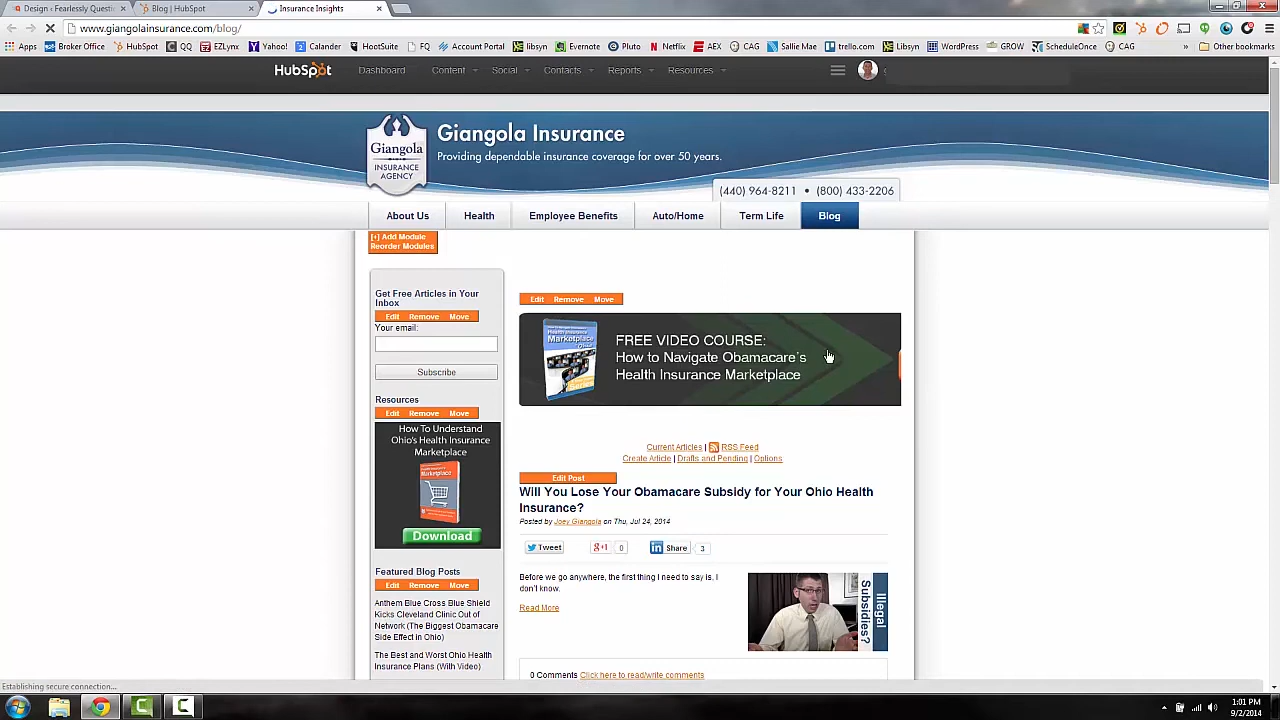 Design ‹ Fearlessly Questi
Blog | HubSpot
Insurance Insights
www.giangolainsurance.com/blog/
Apps Broker Office HubSpot QQ EZLynx Yahoo! Calander HootSuite FQ Account Portal libsyn Evernote Pluto Netflix AEX CAG Sallie Mae trello.com Libsyn WordPress GROW ScheduleOnce CAG » Other bookmarks
HubSpot Dashboard Content Social Contacts Reports Resources
Giangola
INSURANCE
AGENCY
Giangola Insurance
Providing dependable insurance coverage for over 50 years.
(440) 964-8211 • (800) 433-2206
About Us Health Employee Benefits Auto/Home Term Life Blog
[+] Add Module
Reorder Modules
Get Free Articles in Your
Inbox
Edit Remove Move
Your email:
Subscribe
Resources
Edit Remove Move
How To Understand
Ohio's Health Insurance
Marketplace
Download
Featured Blog Posts
Edit Remove Move
Anthem Blue Cross Blue Shield
Kicks Cleveland Clinic Out of
Network (The Biggest Obamacare
Side Effect in Ohio)
The Best and Worst Ohio Health
Insurance Plans (With Video)
Edit Remove Move
FREE VIDEO COURSE:
How to Navigate Obamacare's
Health Insurance Marketplace
Current Articles | RSS Feed
Create Article | Drafts and Pending | Options
Edit Post
Will You Lose Your Obamacare Subsidy for Your Ohio Health
Insurance?
Posted by Joey Giangola on Thu, Jul 24, 2014
Tweet g+1 0 in Share 3
Before we go anywhere, the first thing I need to say is, I
don't know.
Read More
Illegal
Subsidies?
0 Comments Click here to read/write comments
Establishing secure connection...
1:01 PM
9/2/2014